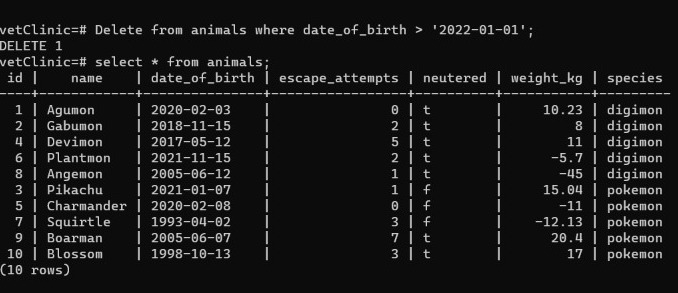 vetClinic=# Delete from animals where date_of_birth > '2022-01-01';
DELETE 1
vetClinic=# select * from animals;
 id |    name    | date_of_birth | escape_attempts | neutered | weight_kg | species
----+------------+---------------+-----------------+----------+-----------+---------
  1 | Agumon     | 2020-02-03    |               0 | t        |     10.23 | digimon
  2 | Gabumon    | 2018-11-15    |               2 | t        |         8 | digimon
  4 | Devimon    | 2017-05-12    |               5 | t        |        11 | digimon
  6 | Plantmon   | 2021-11-15    |               2 | t        |      -5.7 | digimon
  8 | Angemon    | 2005-06-12    |               1 | t        |       -45 | digimon
  3 | Pikachu    | 2021-01-07    |               1 | f        |     15.04 | pokemon
  5 | Charmander | 2020-02-08    |               0 | f        |       -11 | pokemon
  7 | Squirtle   | 1993-04-02    |               3 | f        |    -12.13 | pokemon
  9 | Boarman    | 2005-06-07    |               7 | t        |      20.4 | pokemon
 10 | Blossom    | 1998-10-13    |               3 | t        |        17 | pokemon
(10 rows)